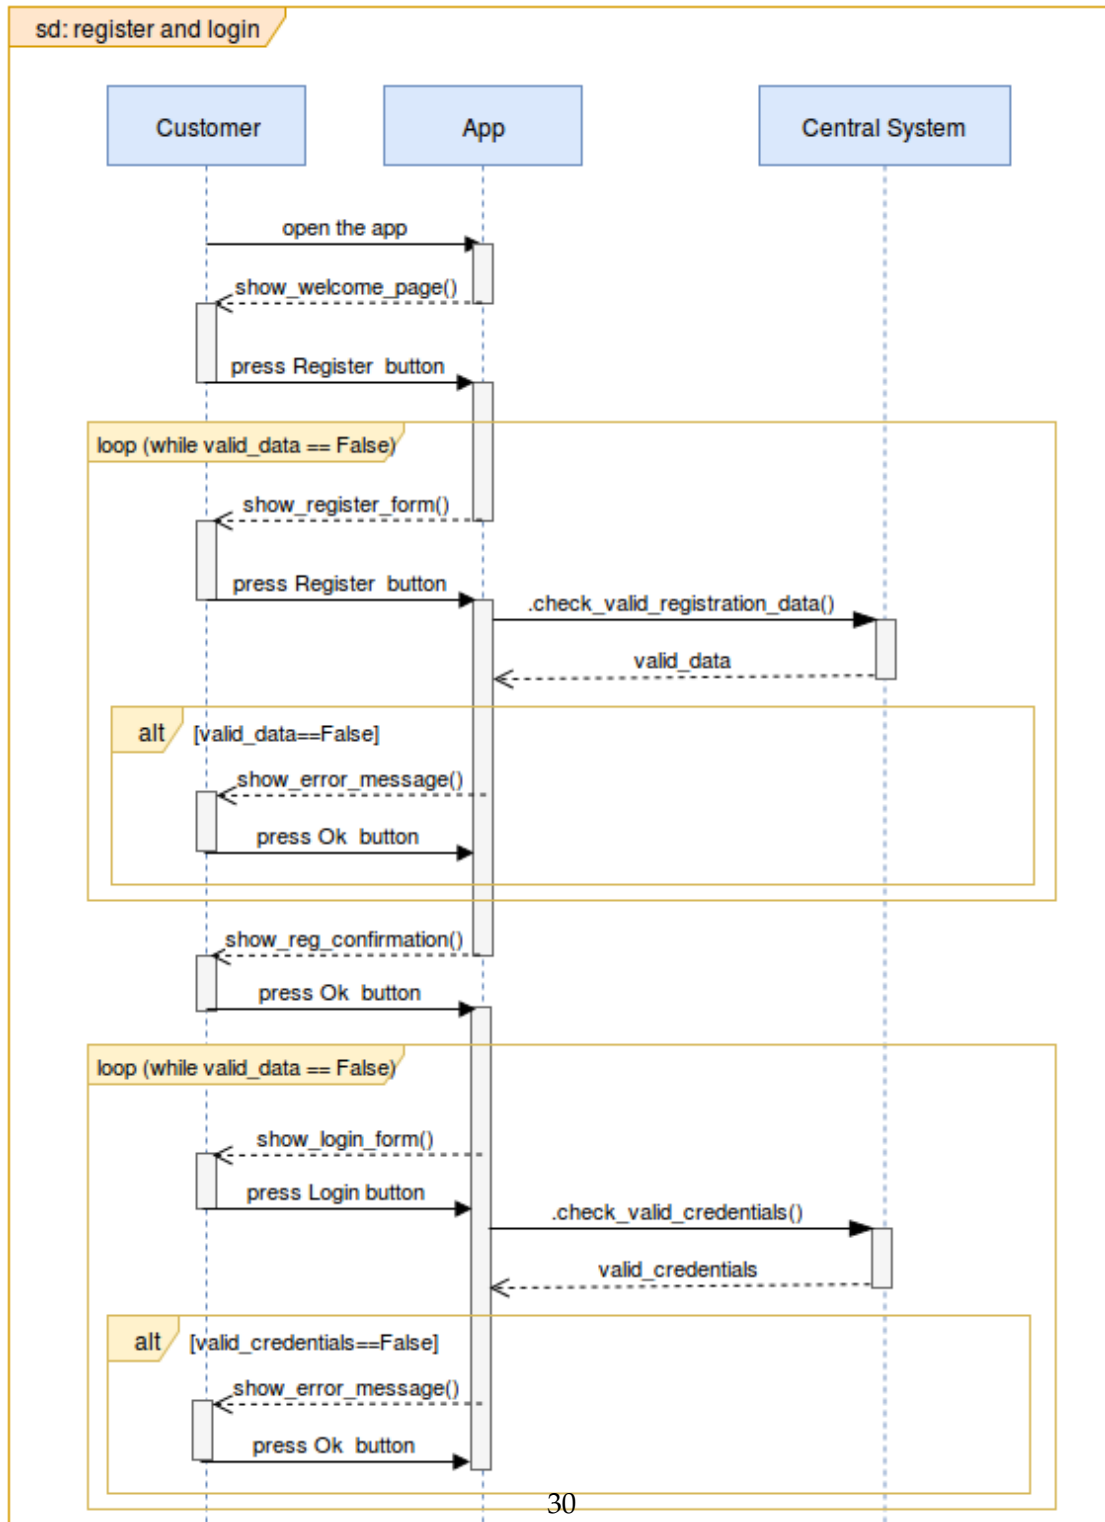 sd: register and login
Customer
App
Central System
open the app
show_welcome_page()
press Register button
loop (while valid_data == False)
show_register_form()
press Register button
.check_valid_registration_data()
valid_data
alt
[valid_data==False]
show_error_message()
press Ok button
show_reg_confirmation()
press Ok button
loop (while valid_data == False)
show_login_form()
press Login button
.check_valid_credentials()
valid_credentials
alt
[valid_credentials==False]
show_error_message()
press Ok button
30